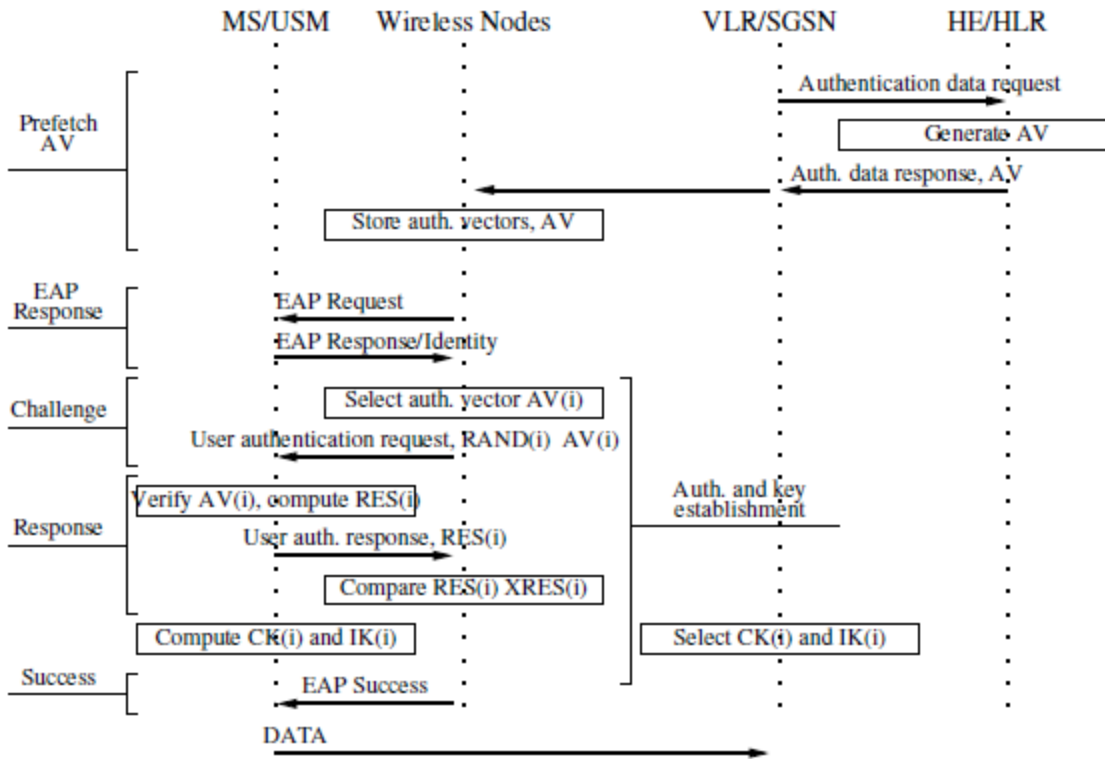 MS/USM Wireless Nodes VLR/SGSN HE/HLR
Authentication data request
Prefetch
AV
Generate AV
Auth. data response, AV
Store auth. vectors, AV
EAP
Response
EAP Request
EAP Response/Identity
Challenge
Select auth. vector AV(i)
User authentication request, RAND(i) AV(i)
Response
Verify AV(i), compute RES(i)
Auth. and key
establishment
User auth. response, RES(i)
Compare RES(i) XRES(i)
Compute CK(i) and IK(i)
Select CK(i) and IK(i)
Success
EAP Success
DATA